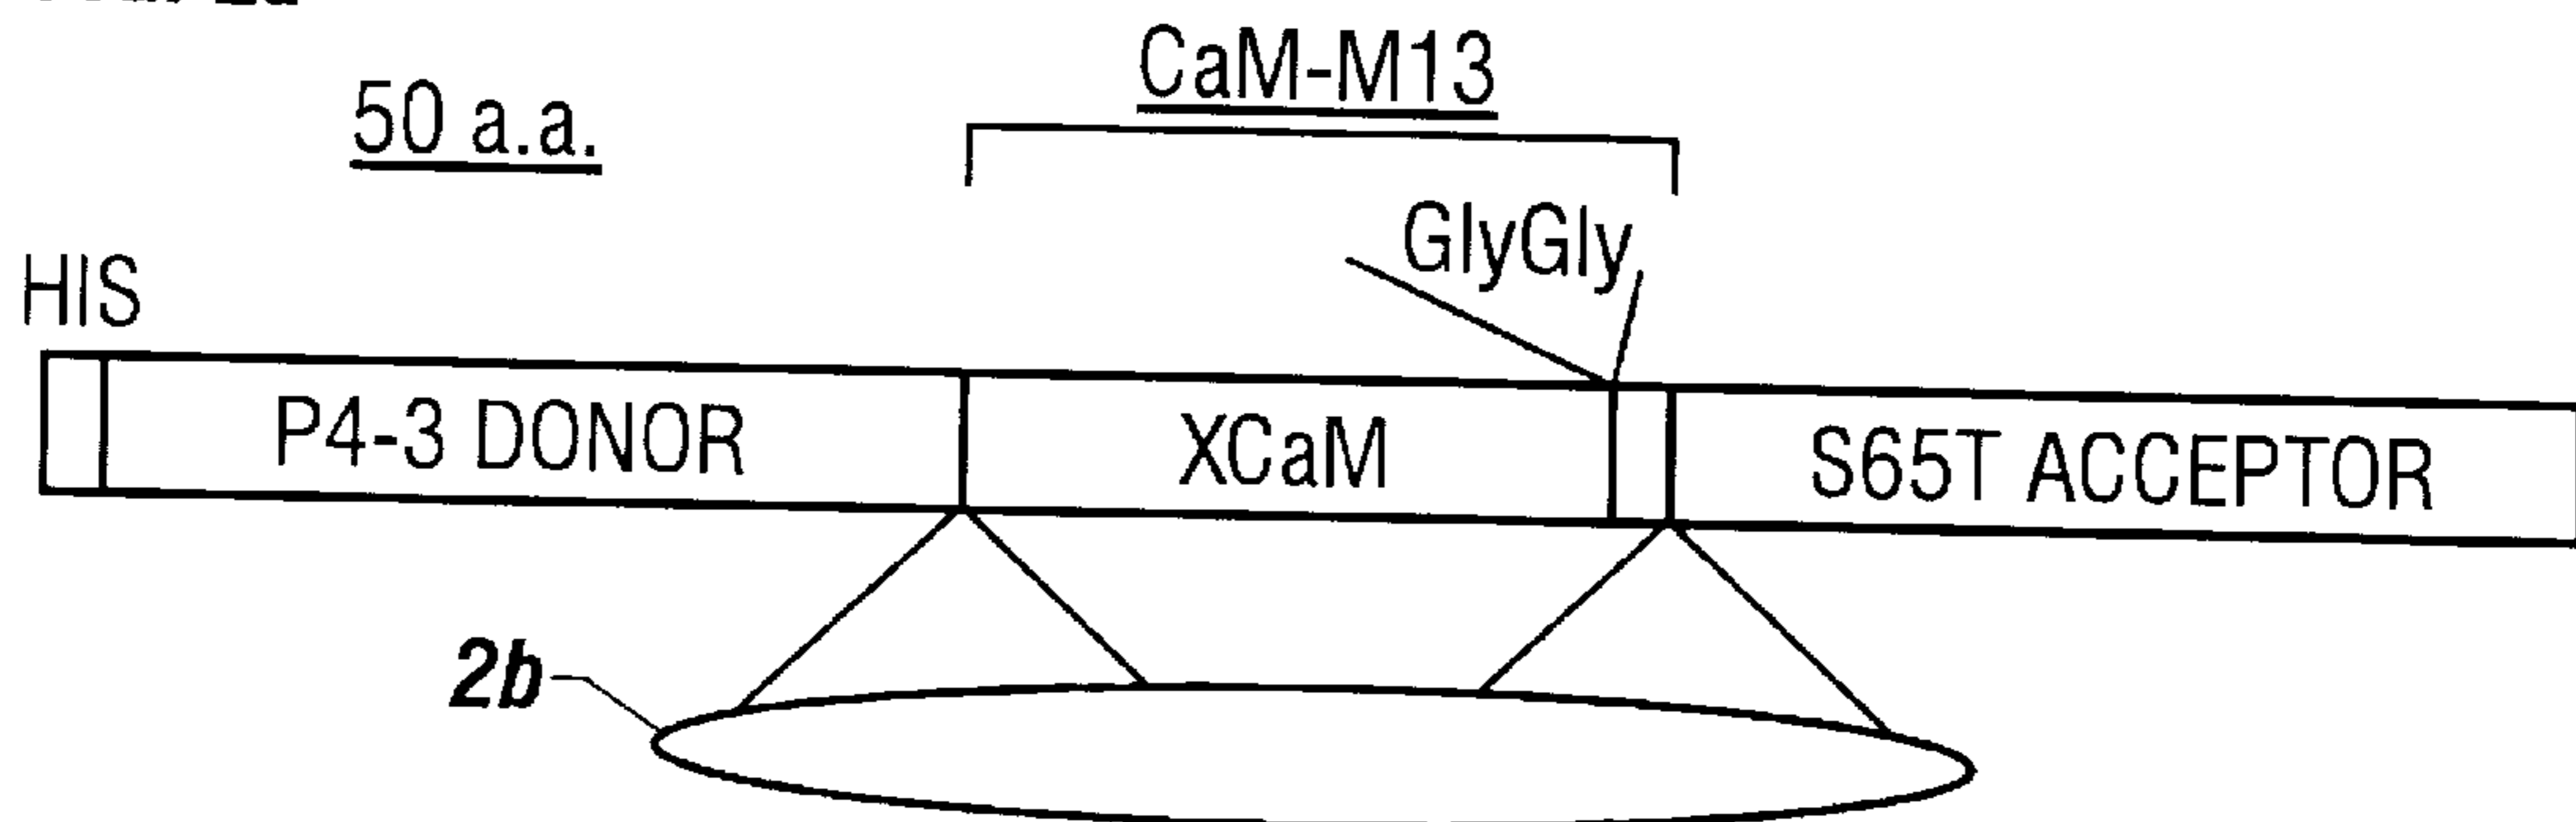 CaM-M13
50 a.a.
GlyGly
HIS
P4-3 DONOR
XCaM
S65T ACCEPTOR
2b